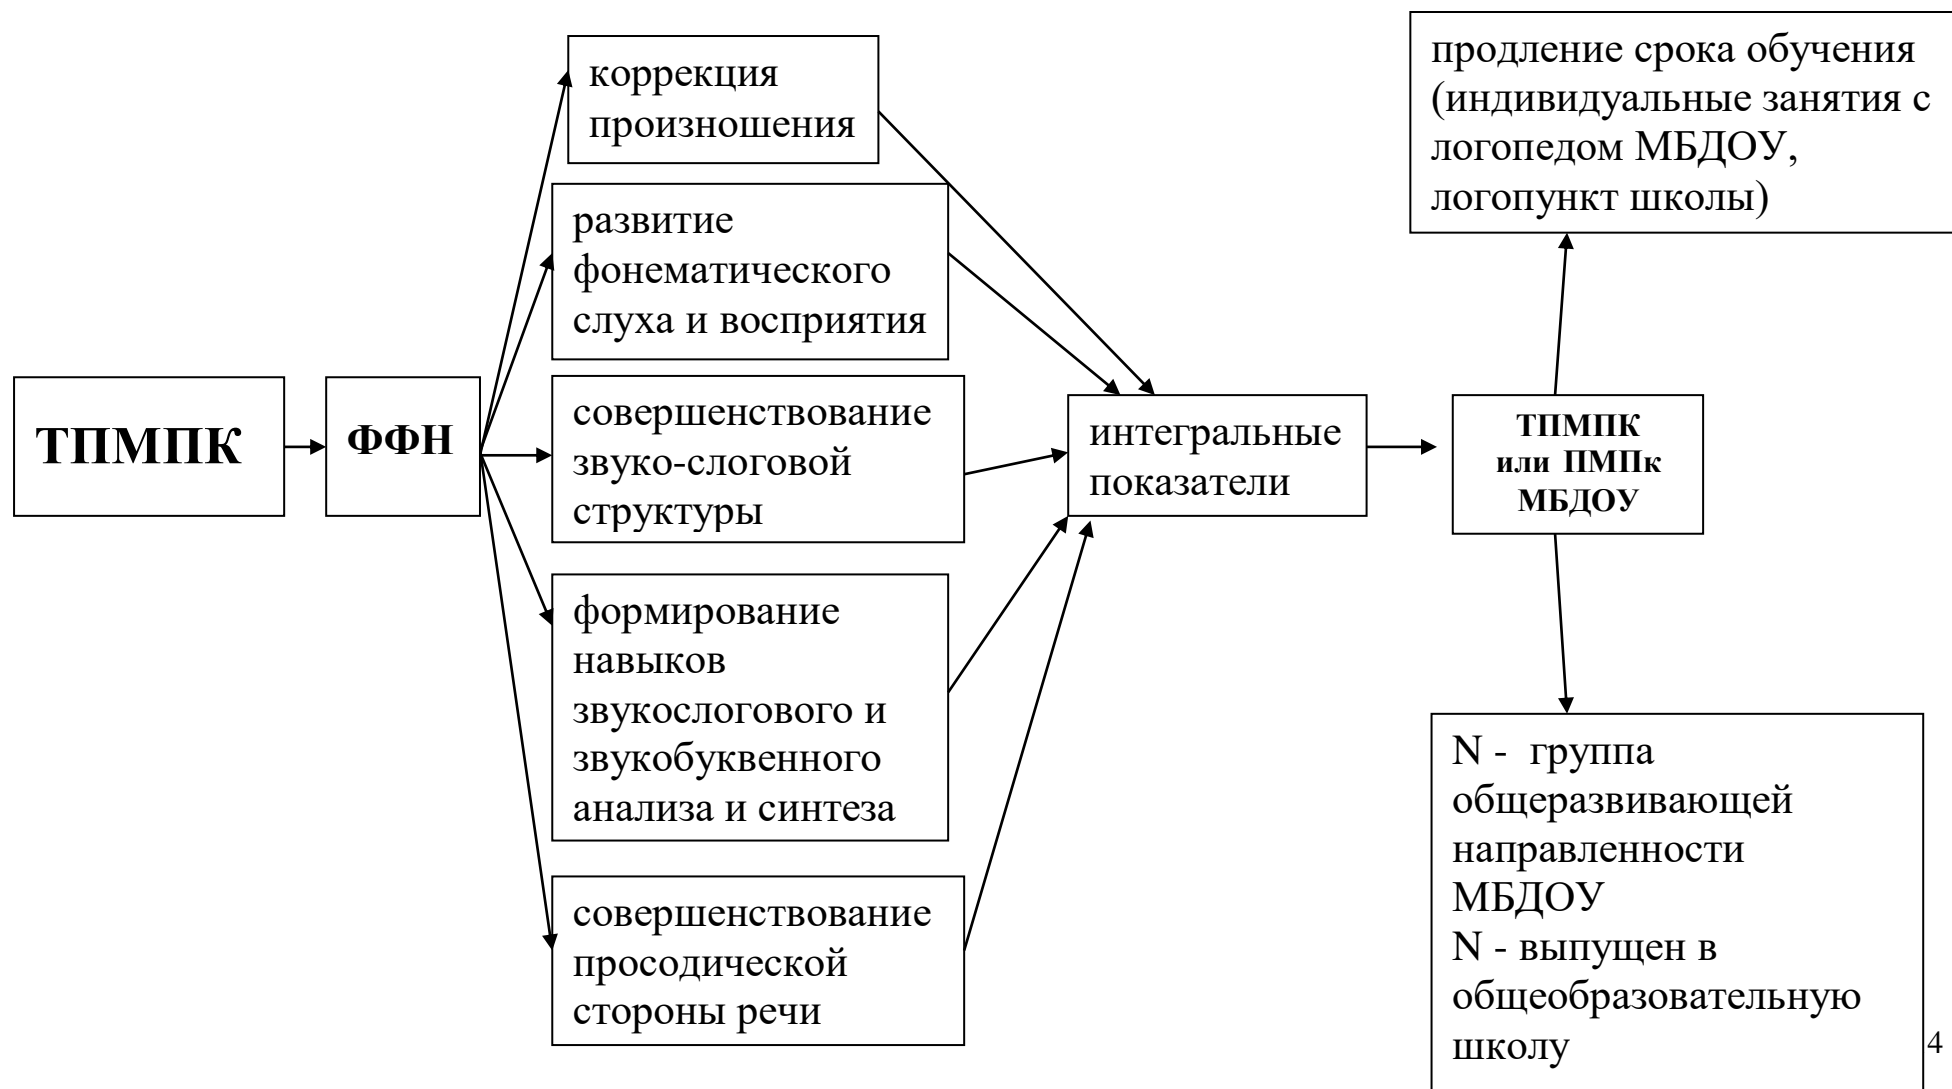 ТПМПК
ФФН
коррекция
произношения
развитие
фонематического
слуха и восприятия
совершенствование
звуко-слоговой
структуры
формирование
навыков
звукослогового и
звукобуквенного
анализа и синтеза
совершенствование
просодической
стороны речи
интегральные
показатели
ТПМПК
или ПМПк
МБДОУ
продление срока обучения
(индивидуальные занятия с
логопедом МБДОУ,
логопункт школы)
N - группа
общеразвивающей
направленности
МБДОУ
N - выпущен в
общеобразовательную
школу
4